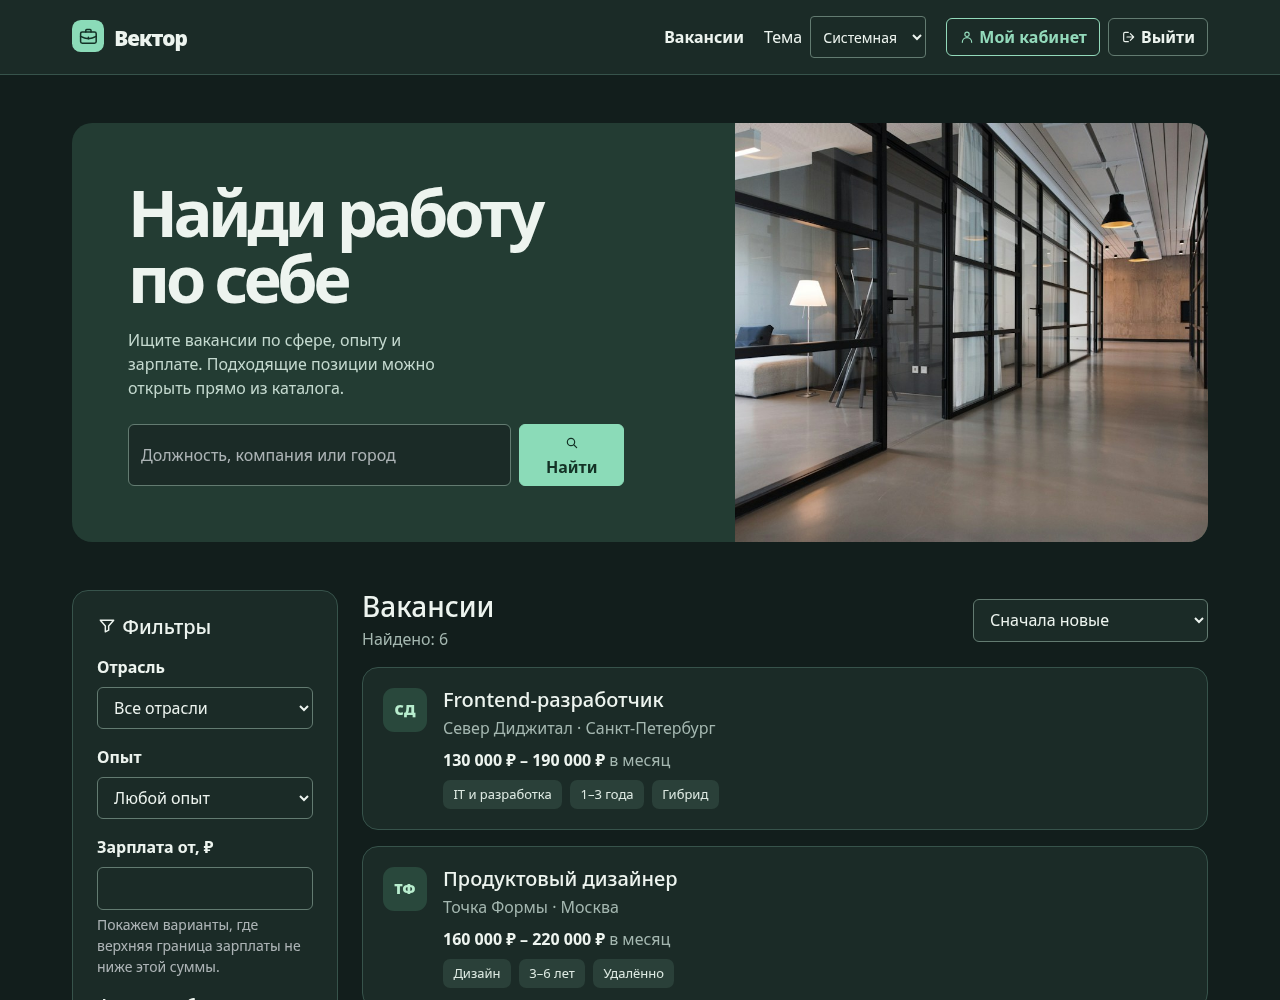 Вектор
Вакансии
Тема
Системная
Мой кабинет
Выйти
Найди работу
по себе
Ищите вакансии по сфере, опыту и
зарплате. Подходящие позиции можно
открыть прямо из каталога.
Должность, компания или город
Найти
Фильтры
Отрасль
Все отрасли
Опыт
Любой опыт
Зарплата от, ₽
Покажем варианты, где
верхняя граница зарплаты не
ниже этой суммы.
Вакансии
Найдено: 6
Сначала новые
СД
Frontend-разработчик
Север Диджитал · Санкт-Петербург
130 000 ₽ – 190 000 ₽ в месяц
IT и разработка
1–3 года
Гибрид
ТФ
Продуктовый дизайнер
Точка Формы · Москва
160 000 ₽ – 220 000 ₽ в месяц
Дизайн
3–6 лет
Удалённо